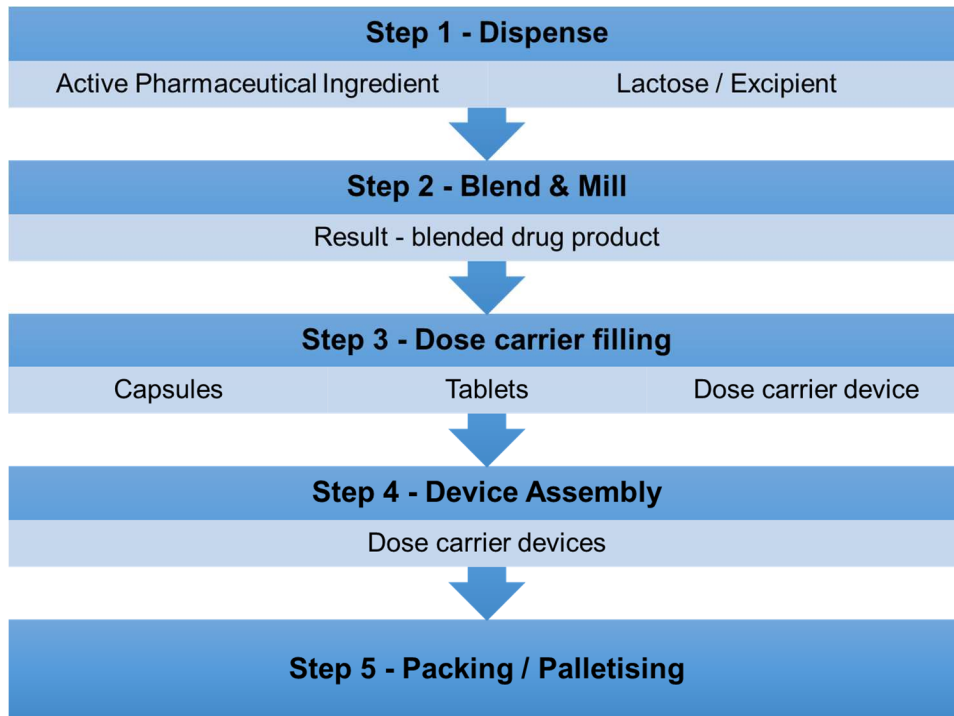 Step 1 - Dispense
Active Pharmaceutical Ingredient
Lactose / Excipient
Step 2 - Blend & Mill
Result - blended drug product
Step 3 - Dose carrier filling
Capsules
Tablets
Dose carrier device
Step 4 - Device Assembly
Dose carrier devices
Step 5 - Packing / Palletising